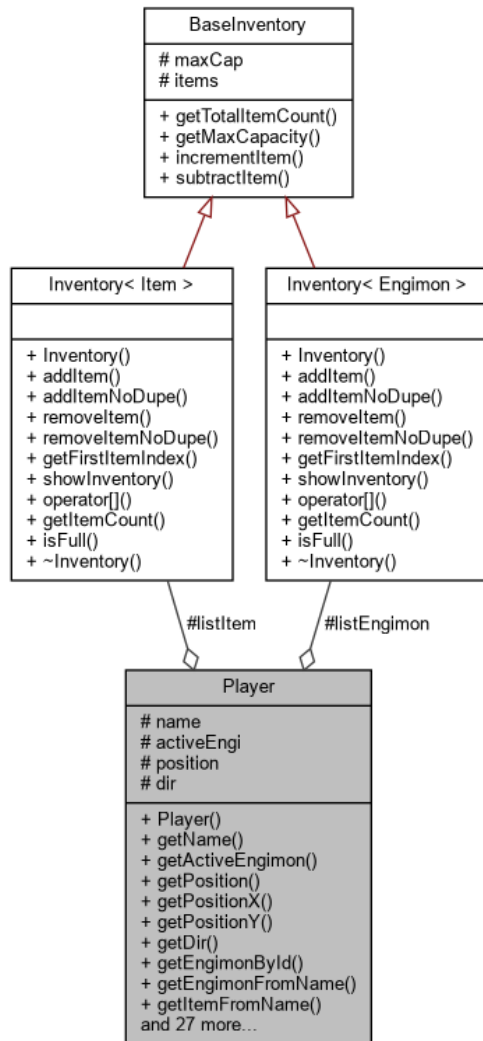 BaseInventory
# maxCap
# items
+ getTotalItemCount()
+ getMaxCapacity()
+ incrementItem()
+ subtractItem()
Inventory< Item >
+ Inventory()
+ addItem()
+ addItemNoDupe()
+ removeItem()
+ removeItemNoDupe()
+ getFirstItemIndex()
+ showInventory()
+ operator[]()
+ getItemCount()
+ isFull()
+ ~Inventory()
Inventory< Engimon >
+ Inventory()
+ addItem()
+ addItemNoDupe()
+ removeItem()
+ removeItemNoDupe()
+ getFirstItemIndex()
+ showInventory()
+ operator[]()
+ getItemCount()
+ isFull()
+ ~Inventory()
#listItem
#listEngimon
Player
# name
# activeEngi
# position
# dir
+ Player()
+ getName()
+ getActiveEngimon()
+ getPosition()
+ getPositionX()
+ getPositionY()
+ getDir()
+ getEngimonById()
+ getEngimonFromName()
+ getItemFromName()
and 27 more...